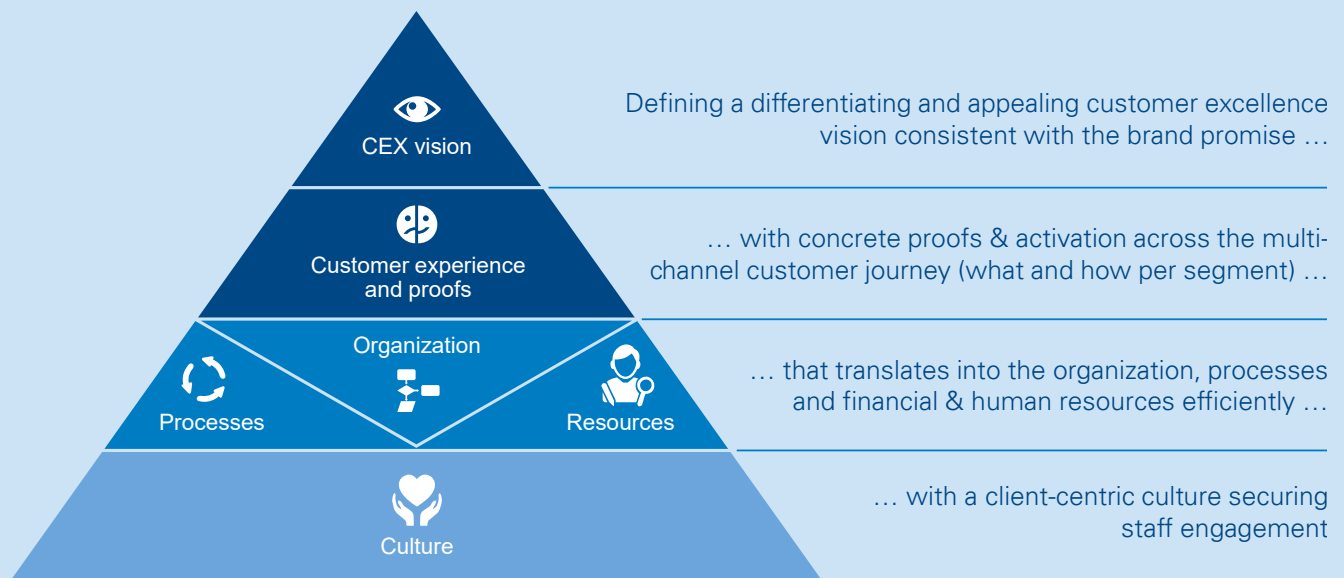 CEX vision
Defining a differentiating and appealing customer excellence
vision consistent with the brand promise …
Customer experience
and proofs
… with concrete proofs & activation across the multi-
channel customer journey (what and how per segment) …
Organization
Processes
Resources
… that translates into the organization, processes
and financial & human resources efficiently …
Culture
… with a client-centric culture securing
staff engagement